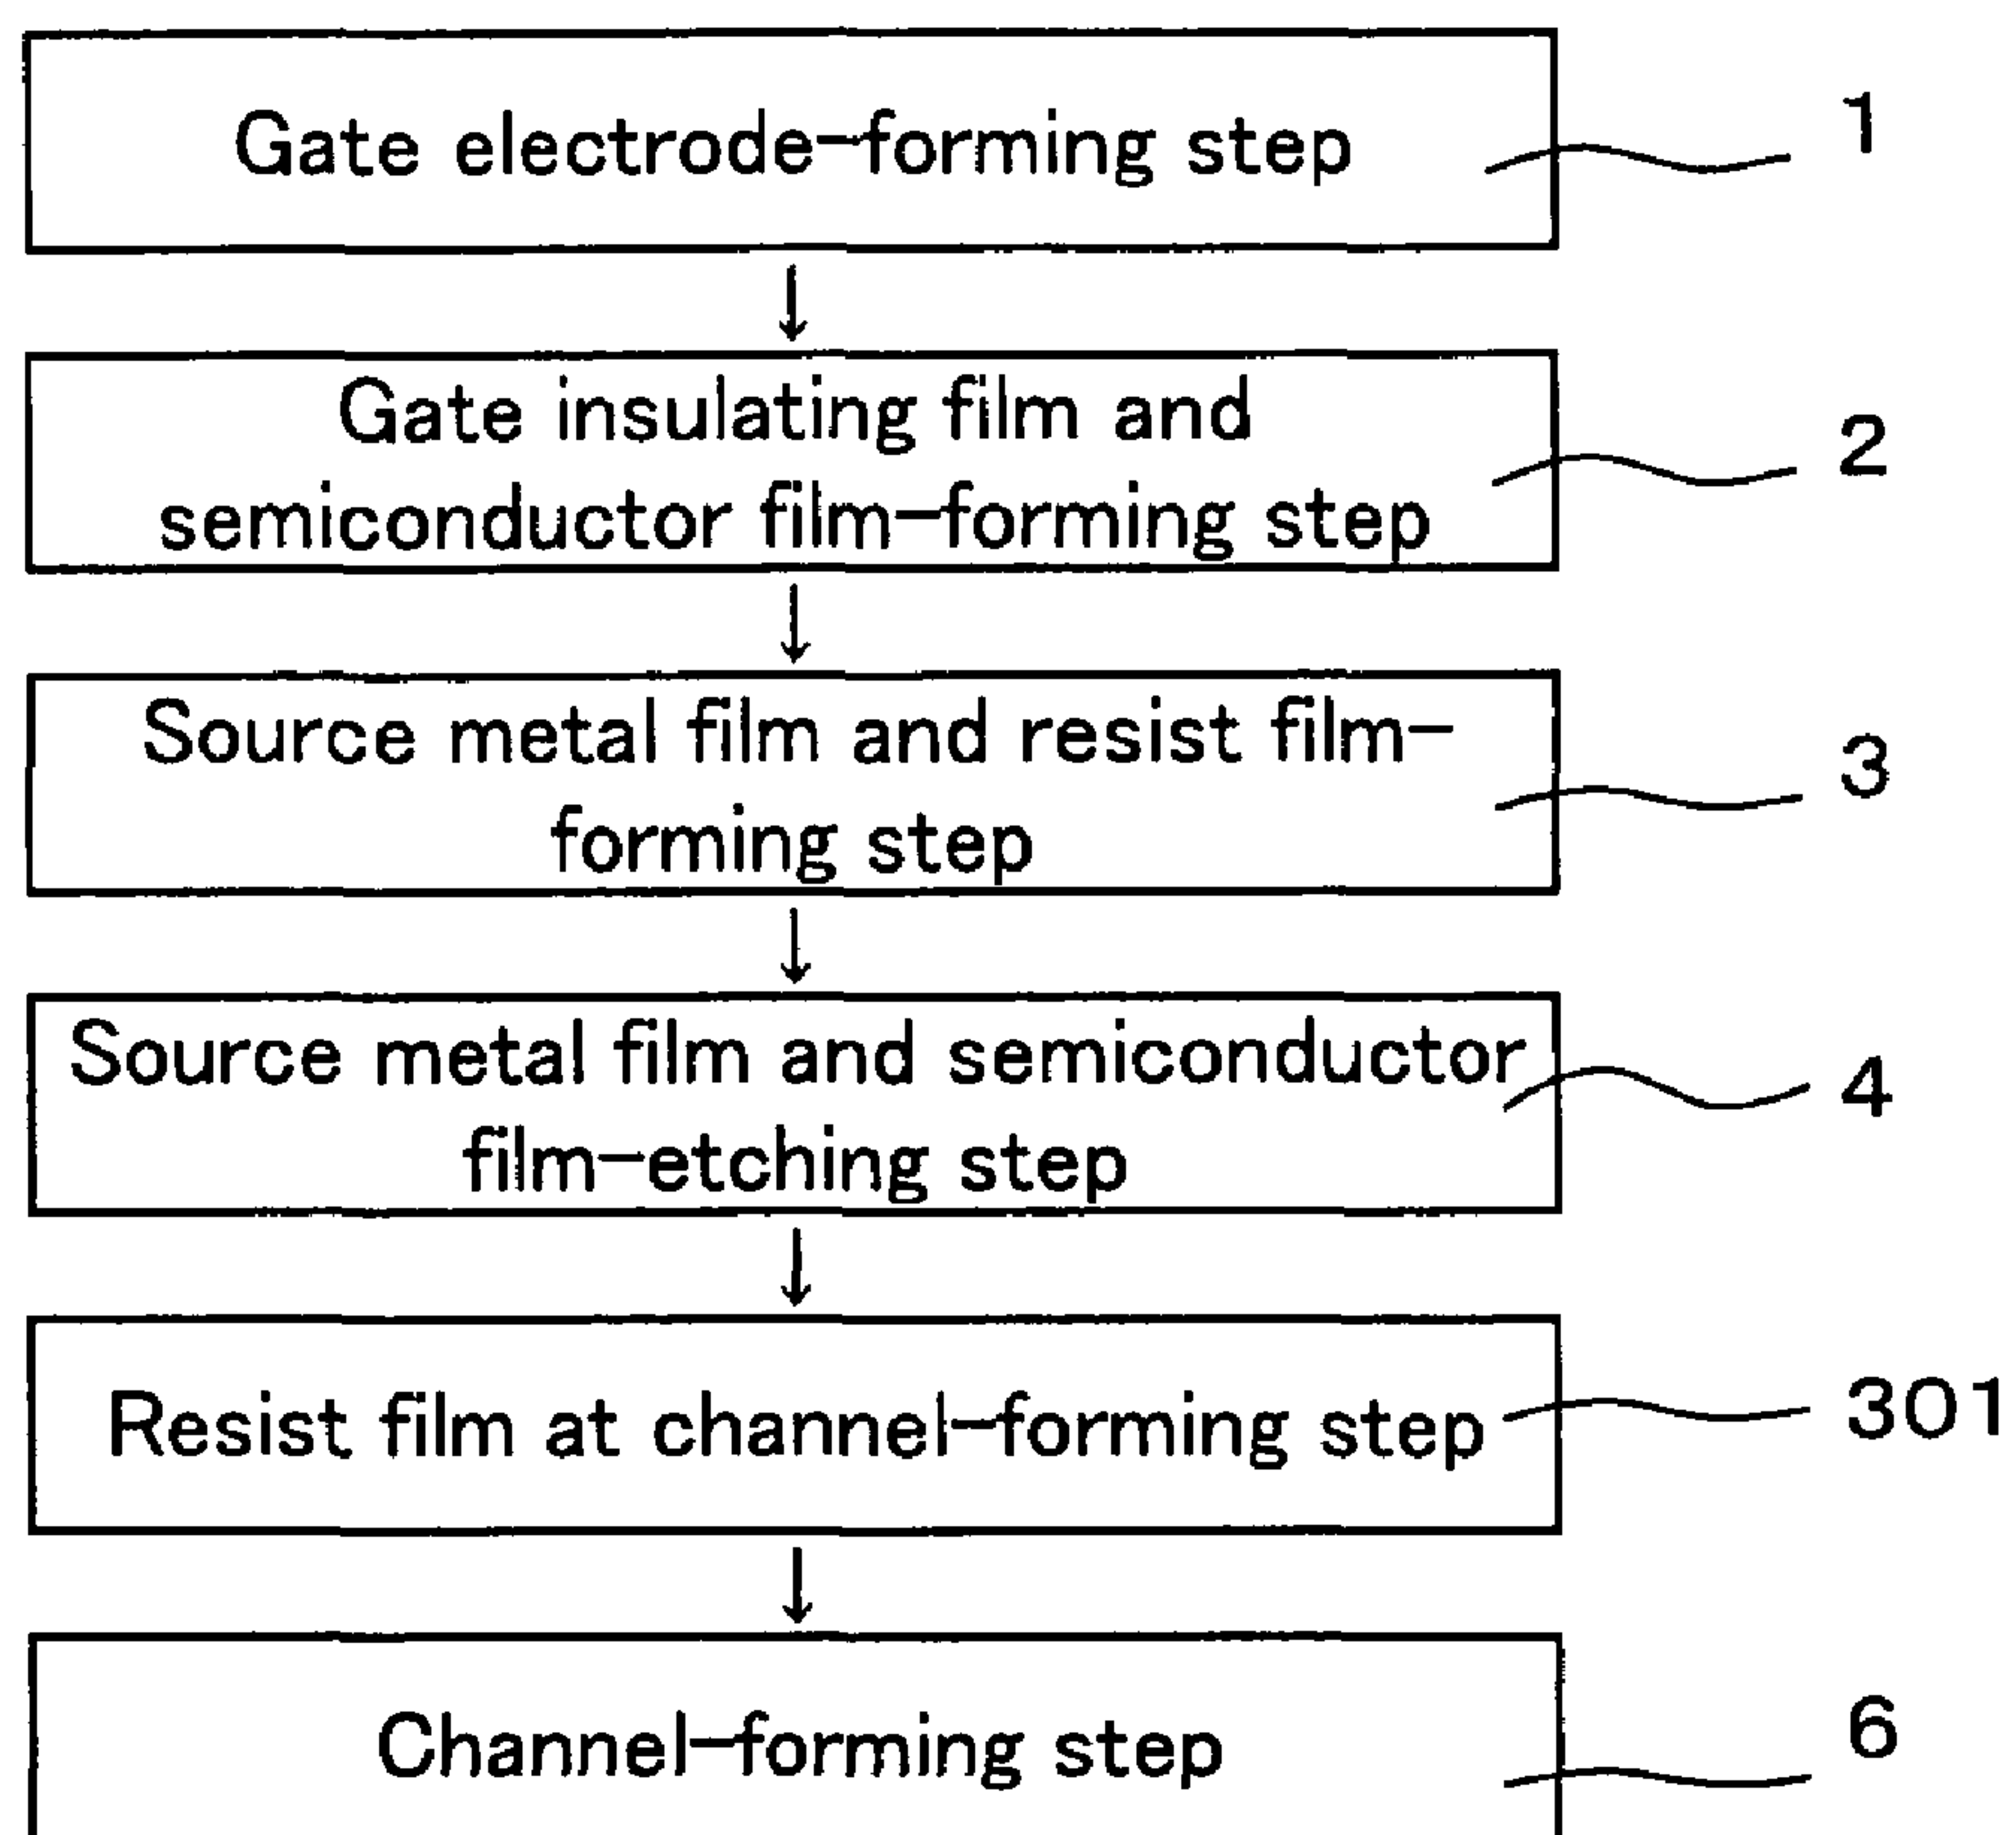 Gate electrode-forming step
1
Gate insulating film and
semiconductor film-forming step
2
Source metal film and resist film-
forming step
3
Source metal film and semiconductor
film-etching step
4
Resist film at channel-forming step
301
Channel-forming step
6